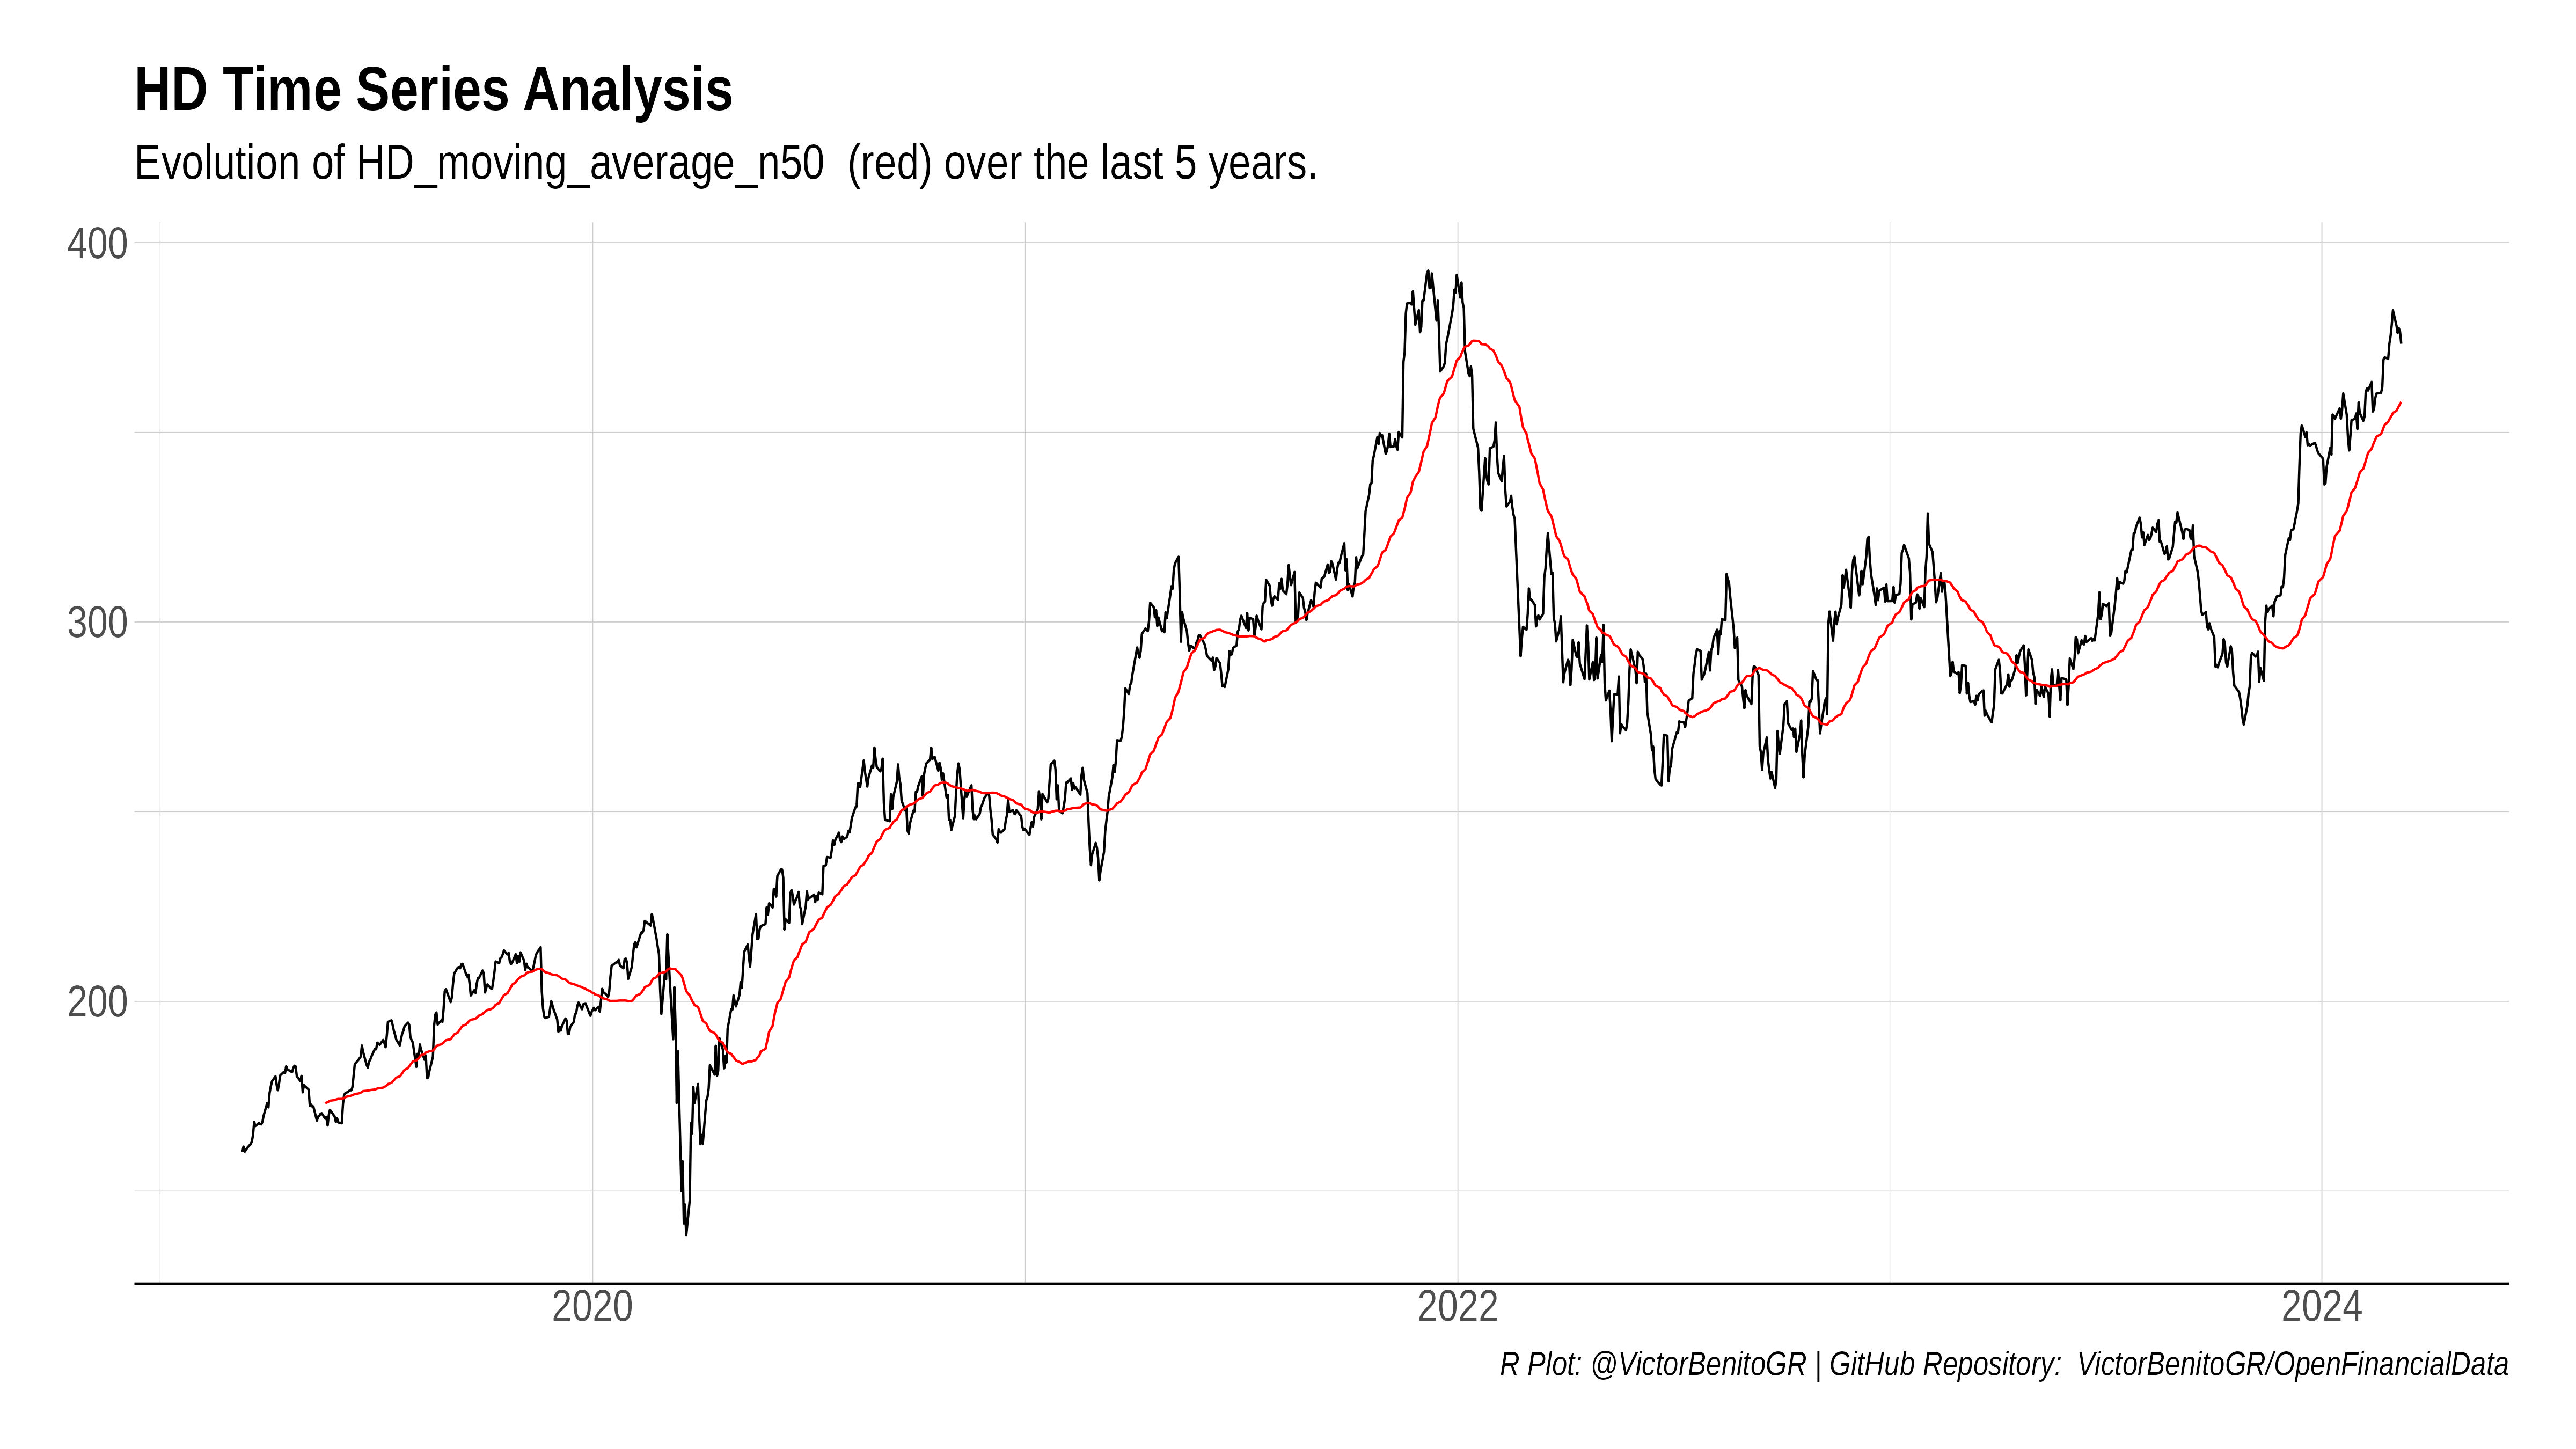 HD Time Series Analysis
Evolution of HD_moving_average_n50  (red) over the last 5 years.
400
300
200
2020 2022 2024
R Plot: @VictorBenitoGR | GitHub Repository:  VictorBenitoGR/OpenFinancialData